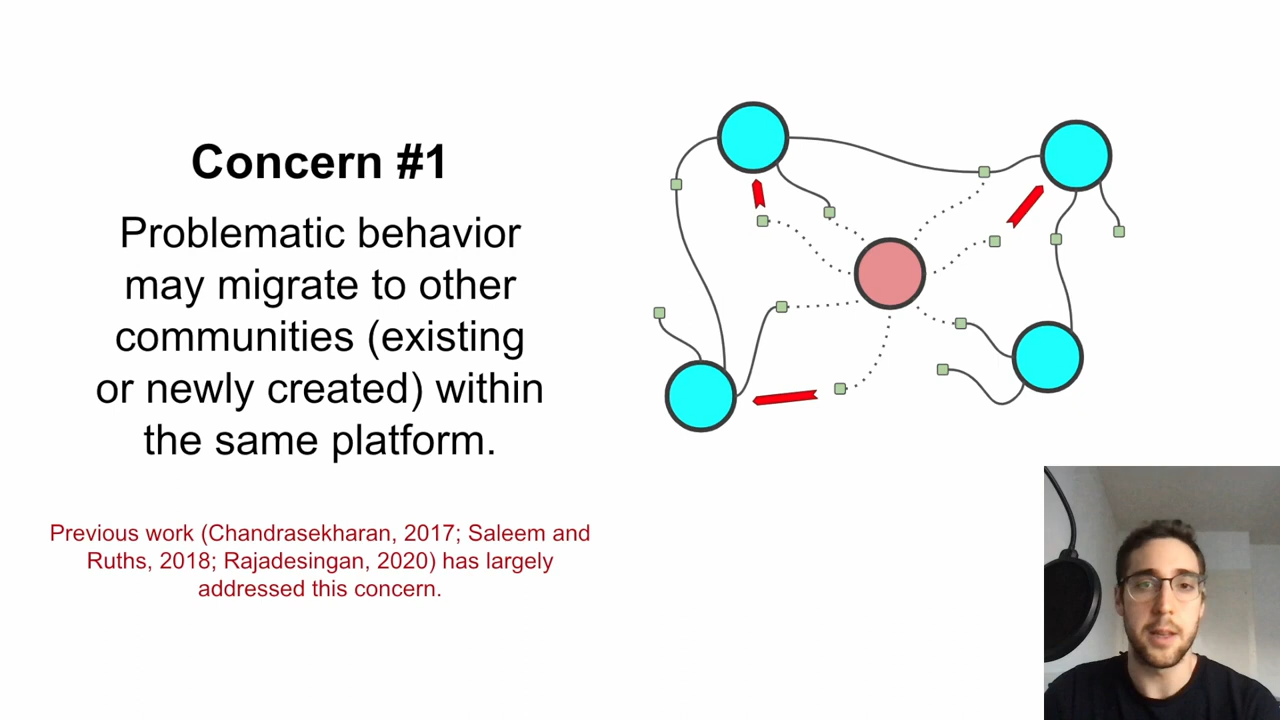 Concern #1
Problematic behavior
may migrate to other
communities (existing
or newly created) within
the same platform.
Previous work (Chandrasekharan, 2017; Saleem and
Ruths, 2018; Rajadesingan, 2020) has largely
addressed this concern.